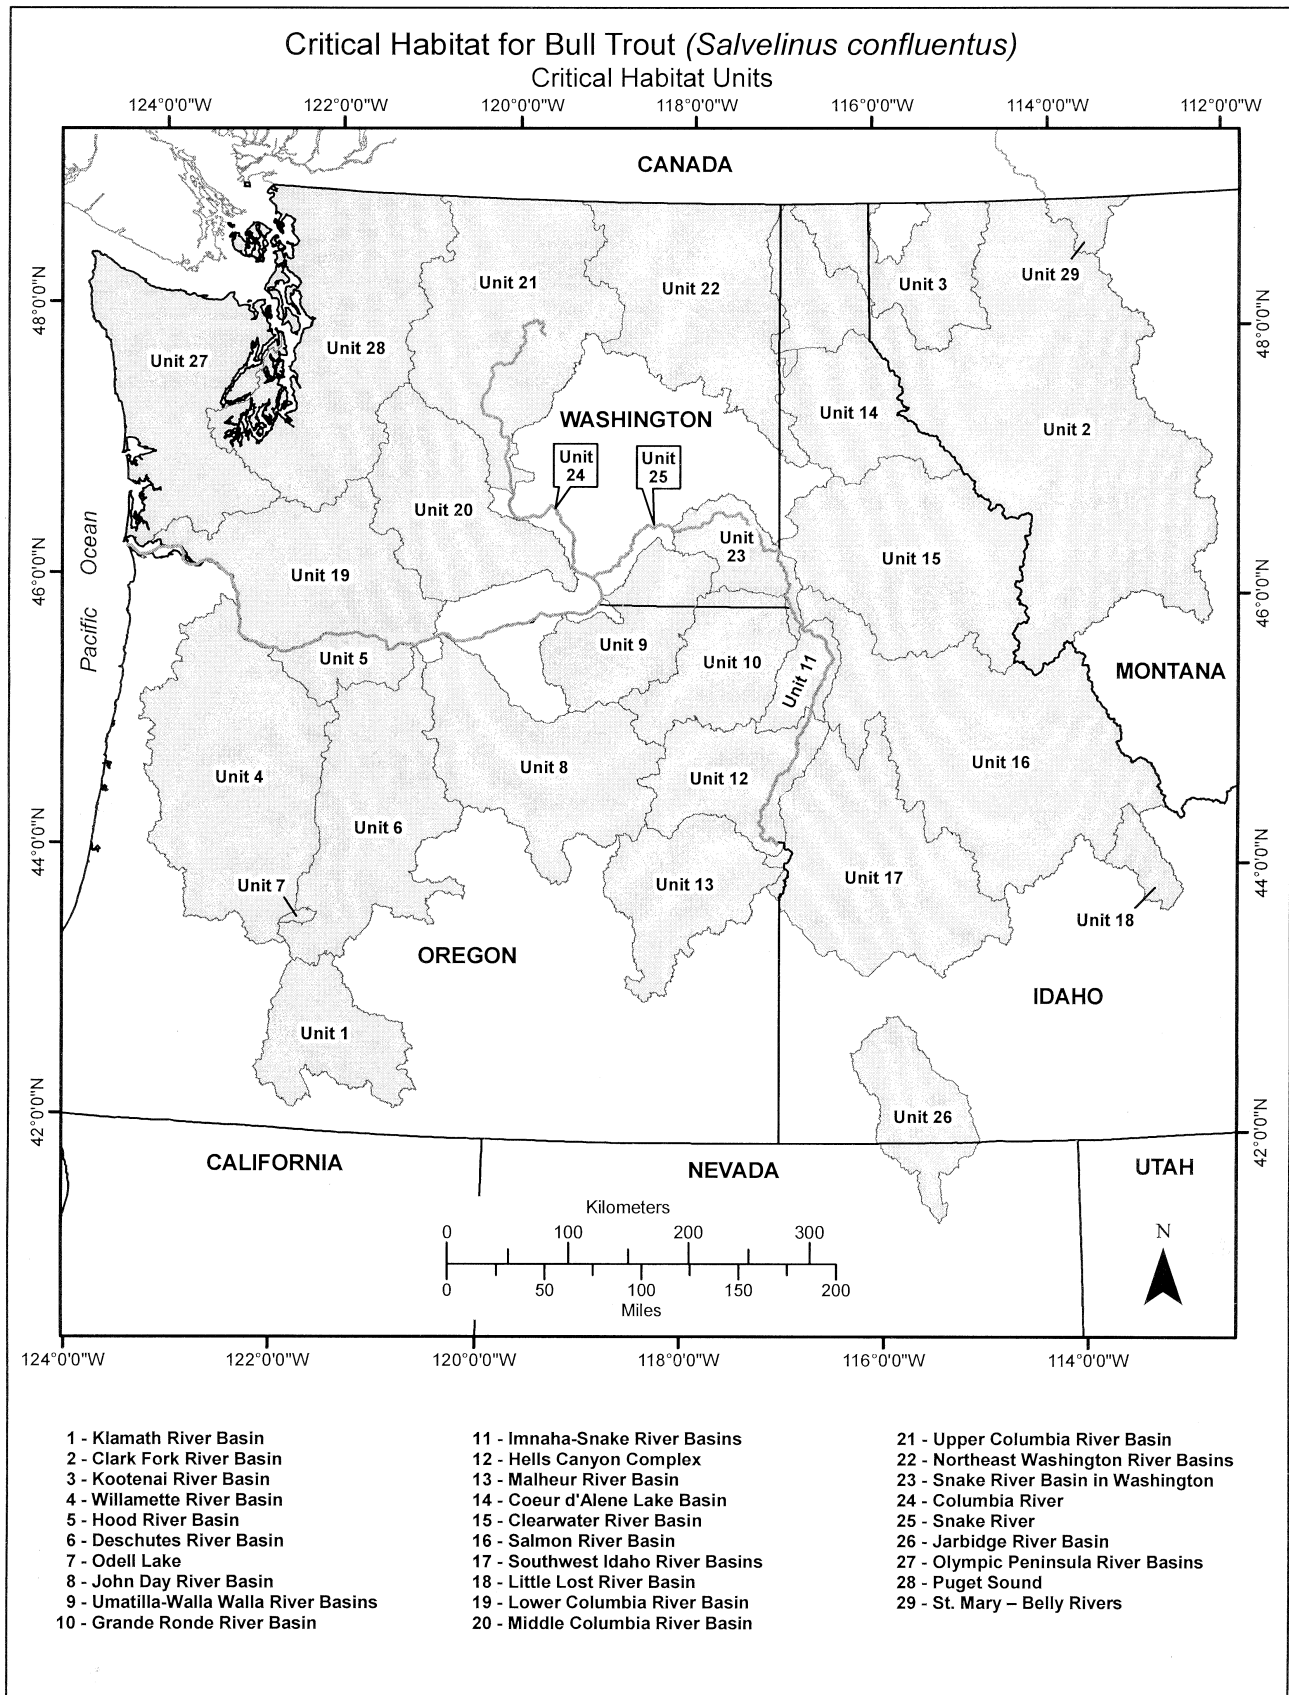 Critical Habitat for Bull Trout (Salvelinus confluentus)
Critical Habitat Units
124°0'0"W 122°0'0"W 120°0'0"W 118°0'0"W 116°0'0"W 114°0'0"W 112°0'0"W
CANADA
48°0'0"N
48°0'0"N
46°0'0"N
46°0'0"N
44°0'0"N
44°0'0"N
42°0'0"N
42°0'0"N
Unit 21
Unit 22
Unit 3
Unit 29
Unit 27
Unit 28
WASHINGTON
Unit 14
Unit 2
Unit
24
Unit
25
Unit 20
Unit
23
Unit 15
Pacific Ocean
Unit 19
Unit 5
Unit 9
Unit 10
Unit 11
MONTANA
Unit 4
Unit 8
Unit 12
Unit 16
Unit 6
Unit 7
Unit 13
Unit 17
Unit 18
OREGON
IDAHO
Unit 1
Unit 26
CALIFORNIA
NEVADA
UTAH
Kilometers
0 100 200 300
0 50 100 150 200
Miles
N
124°0'0"W 122°0'0"W 120°0'0"W 118°0'0"W 116°0'0"W 114°0'0"W
1 - Klamath River Basin
2 - Clark Fork River Basin
3 - Kootenai River Basin
4 - Willamette River Basin
5 - Hood River Basin
6 - Deschutes River Basin
7 - Odell Lake
8 - John Day River Basin
9 - Umatilla-Walla Walla River Basins
10 - Grande Ronde River Basin
11 - Imnaha-Snake River Basins
12 - Hells Canyon Complex
13 - Malheur River Basin
14 - Coeur d'Alene Lake Basin
15 - Clearwater River Basin
16 - Salmon River Basin
17 - Southwest Idaho River Basins
18 - Little Lost River Basin
19 - Lower Columbia River Basin
20 - Middle Columbia River Basin
21 - Upper Columbia River Basin
22 - Northeast Washington River Basins
23 - Snake River Basin in Washington
24 - Columbia River
25 - Snake River
26 - Jarbidge River Basin
27 - Olympic Peninsula River Basins
28 - Puget Sound
29 - St. Mary – Belly Rivers